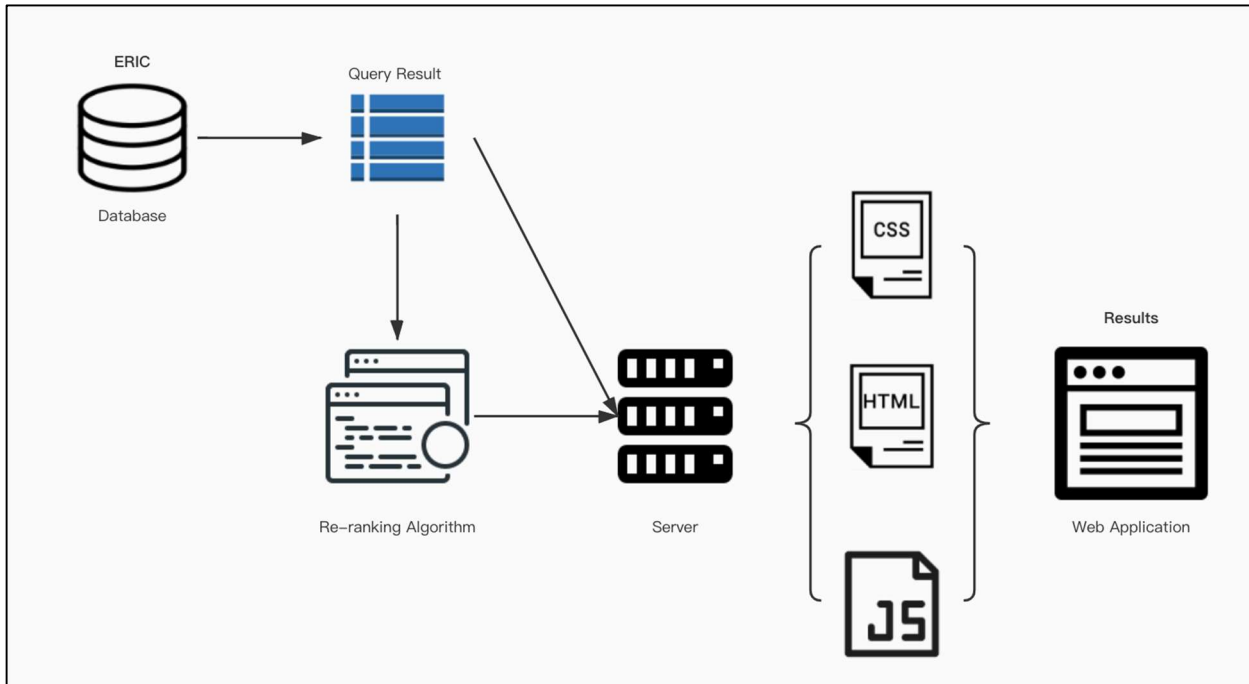 ERIC
Query Result
Database
CSS
Results
HTML
Re-ranking Algorithm
Server
Web Application
JS